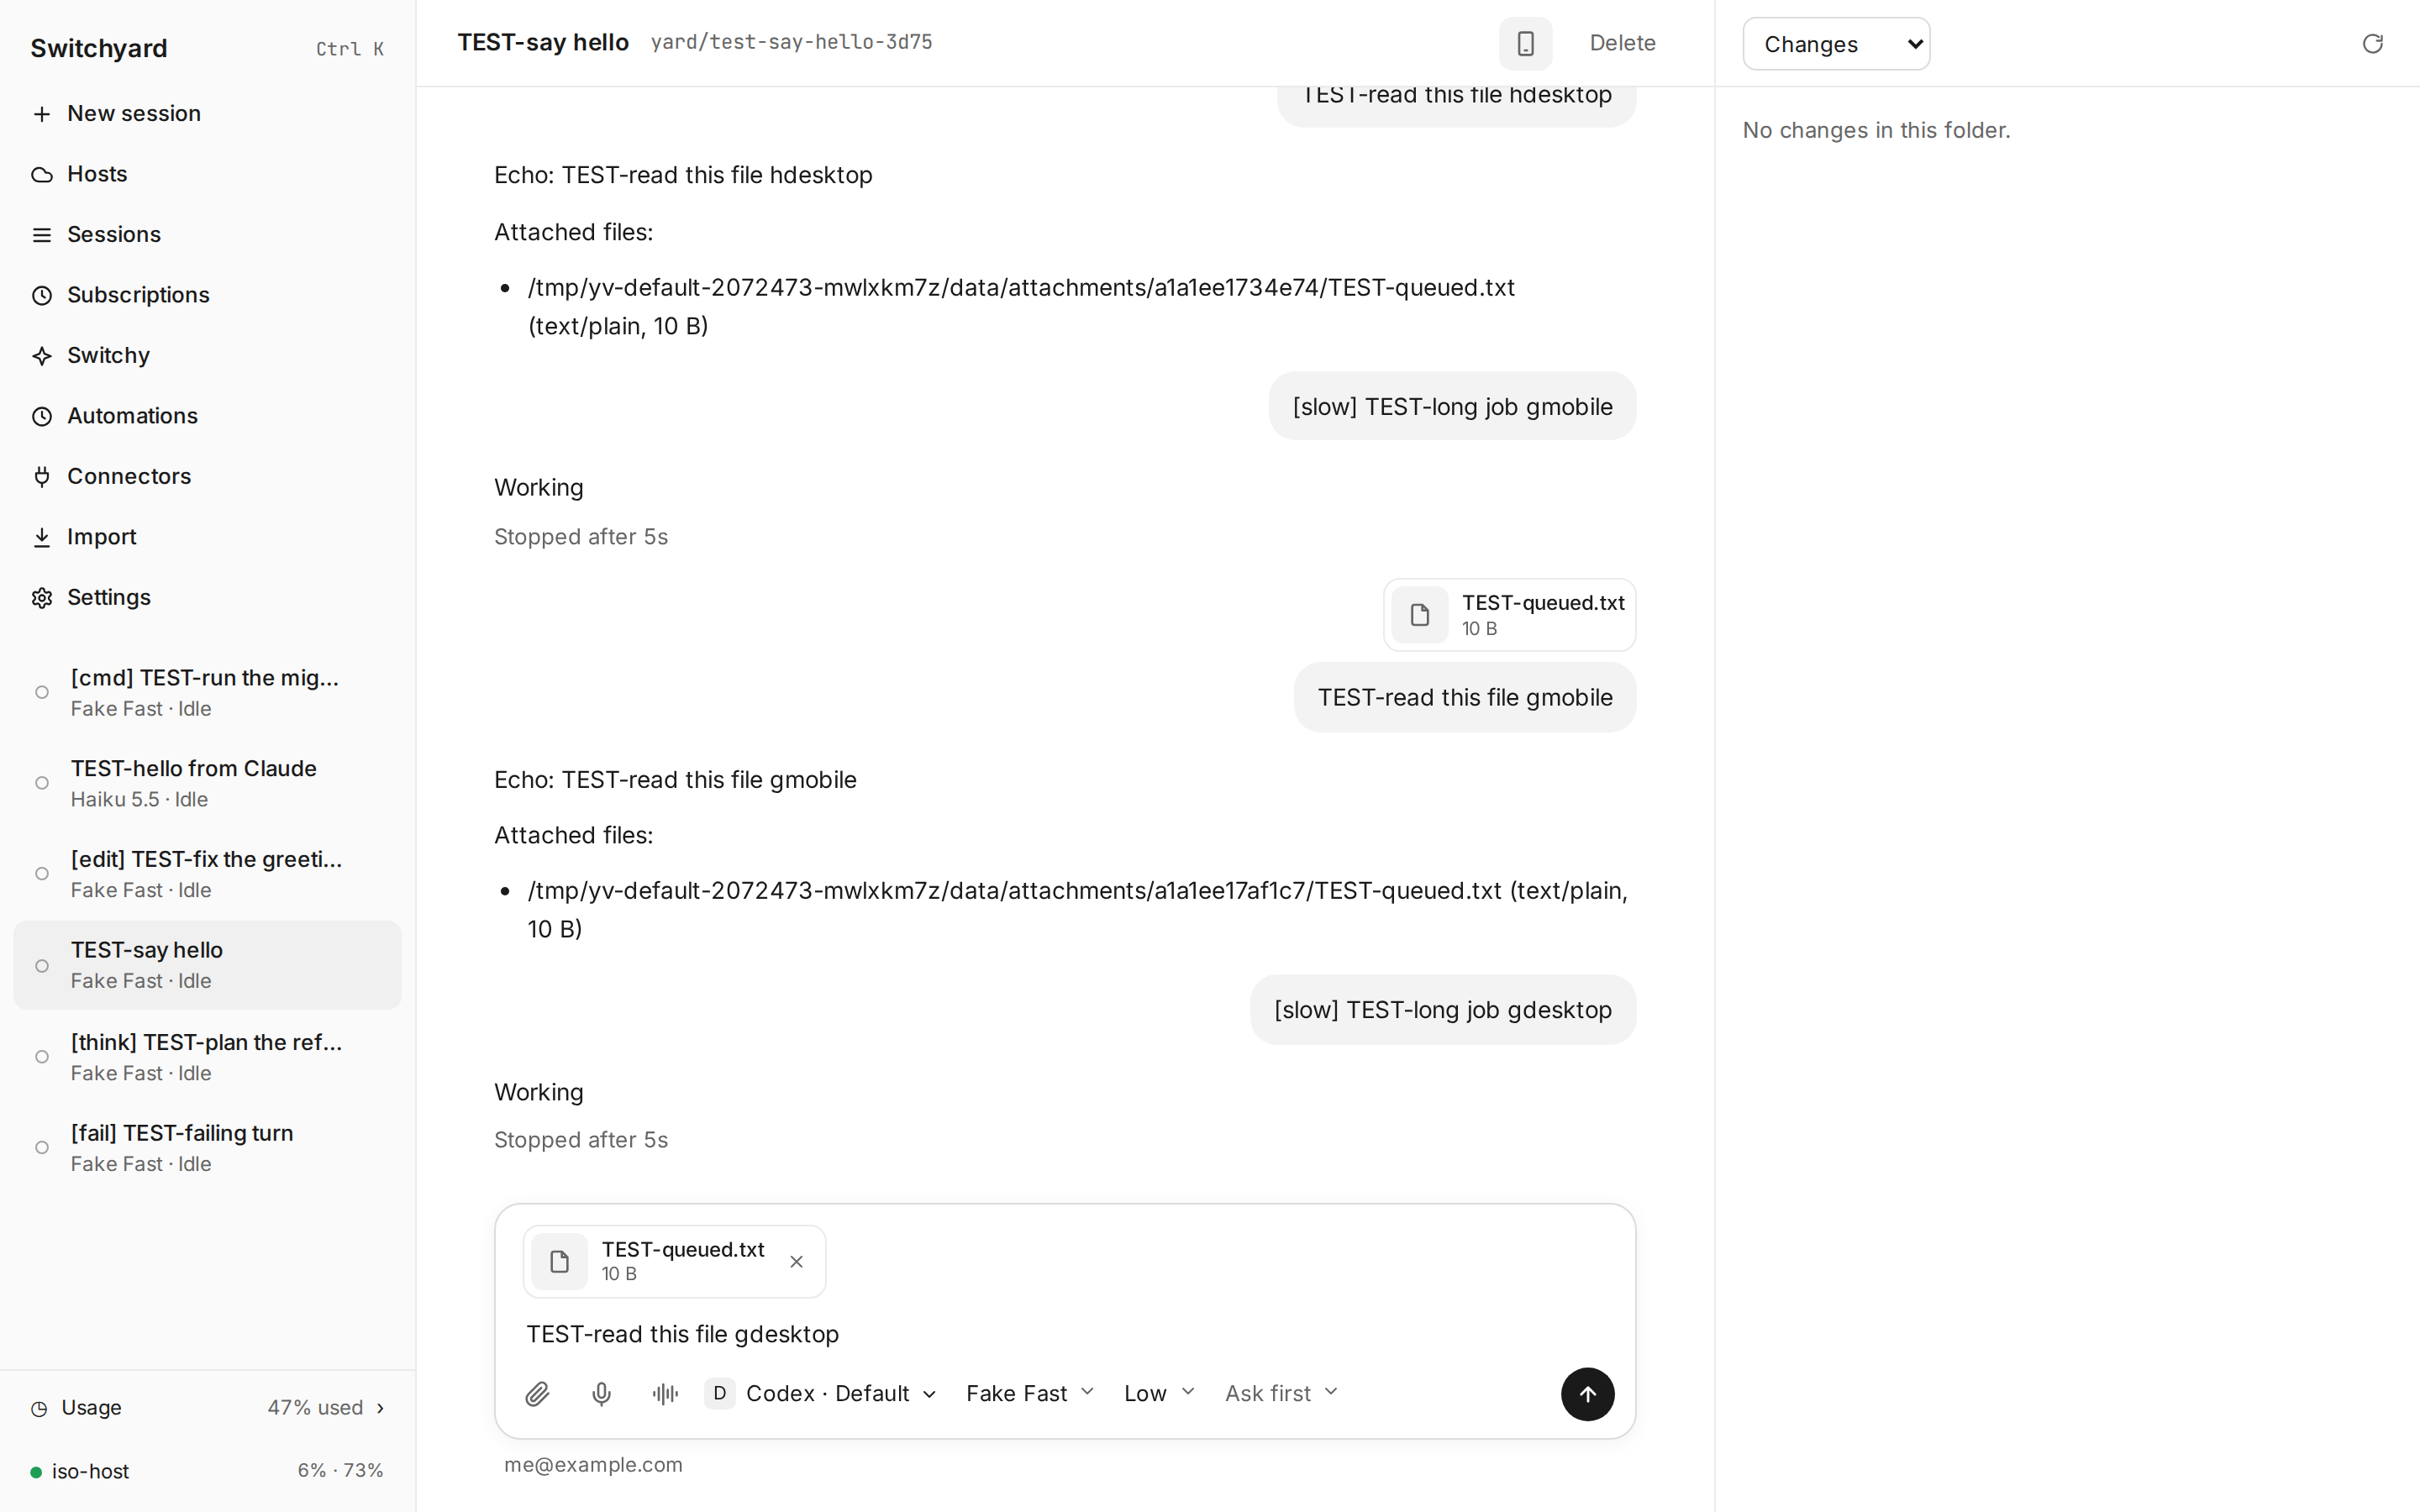 Switchyard
Ctrl K
New session
Hosts
Sessions
Subscriptions
Switchy
Automations
Connectors
Import
Settings
[cmd] TEST-run the mig...
Fake Fast · Idle
TEST-hello from Claude
Haiku 5.5 · Idle
[edit] TEST-fix the greeti...
Fake Fast · Idle
TEST-say hello
Fake Fast · Idle
[think] TEST-plan the ref...
Fake Fast · Idle
[fail] TEST-failing turn
Fake Fast · Idle
Usage
47% used
iso-host
6% · 73%
TEST-say hello
yard/test-say-hello-3d75
Delete
TEST-read this file hdesktop
Echo: TEST-read this file hdesktop
Attached files:
• /tmp/yv-default-2072473-mwlxkm7z/data/attachments/a1a1ee1734e74/TEST-queued.txt
(text/plain, 10 B)
[slow] TEST-long job gmobile
Working
Stopped after 5s
TEST-queued.txt
10 B
TEST-read this file gmobile
Echo: TEST-read this file gmobile
Attached files:
• /tmp/yv-default-2072473-mwlxkm7z/data/attachments/a1a1ee17af1c7/TEST-queued.txt (text/plain,
10 B)
[slow] TEST-long job gdesktop
Working
Stopped after 5s
TEST-queued.txt
10 B
TEST-read this file gdesktop
D Codex · Default
Fake Fast
Low
Ask first
me@example.com
Changes
No changes in this folder.